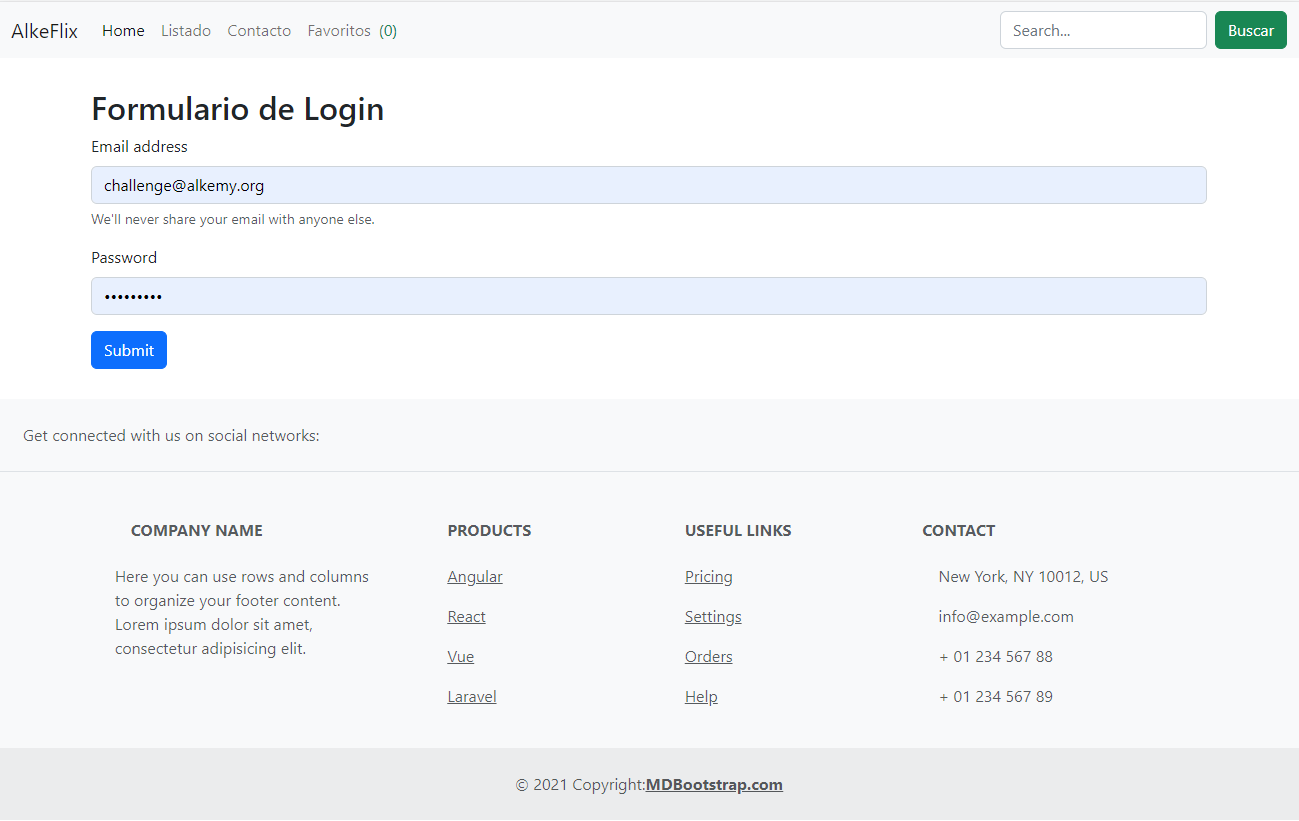 AlkeFlix Home Listado Contacto Favoritos (0) Search... Buscar
Formulario de Login
Email address
challenge@alkemy.org
We'll never share your email with anyone else.
Password
•••••••••
Submit
Get connected with us on social networks:
COMPANY NAME
Here you can use rows and columns
to organize your footer content.
Lorem ipsum dolor sit amet,
consectetur adipisicing elit.
PRODUCTS
Angular
React
Vue
Laravel
USEFUL LINKS
Pricing
Settings
Orders
Help
CONTACT
New York, NY 10012, US
info@example.com
+ 01 234 567 88
+ 01 234 567 89
© 2021 Copyright:MDBootstrap.com